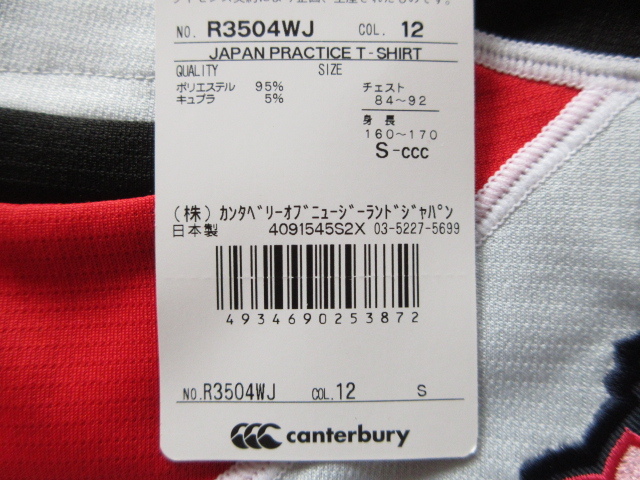 NO. R3504WJ COL. 12
JAPAN PRACTICE T-SHIRT
QUALITY SIZE
ポリエステル 95%
キュプラ 5%
チェスト
84~92
身 長
160~170
S-ccc
(株) カンタベリーオブニュージーランドジャパン
日本製 4091545S2X 03-5227-5699
4934690253872
NO. R3504WJ COL. 12 S
canterbury